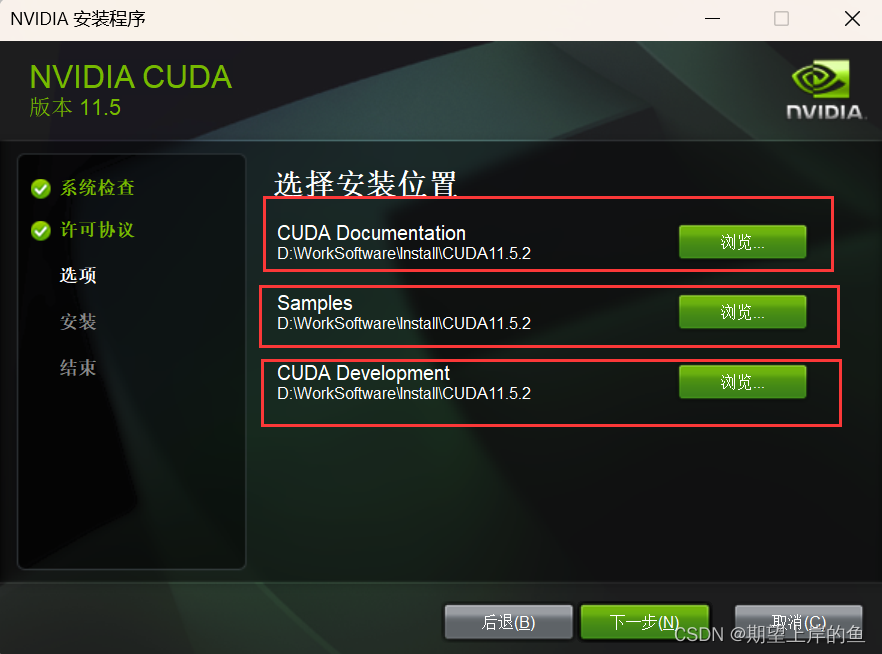 NVIDIA 安装程序
NVIDIA CUDA
版本 11.5
NVIDIA.
系统检查
许可协议
选项
安装
结束
选择安装位置
CUDA Documentation
D:\WorkSoftware\Install\CUDA11.5.2
浏览...
Samples
D:\WorkSoftware\Install\CUDA11.5.2
浏览...
CUDA Development
D:\WorkSoftware\Install\CUDA11.5.2
浏览...
后退(B)
下一步(N)
取消(C)
CSDN @期望上岸的鱼